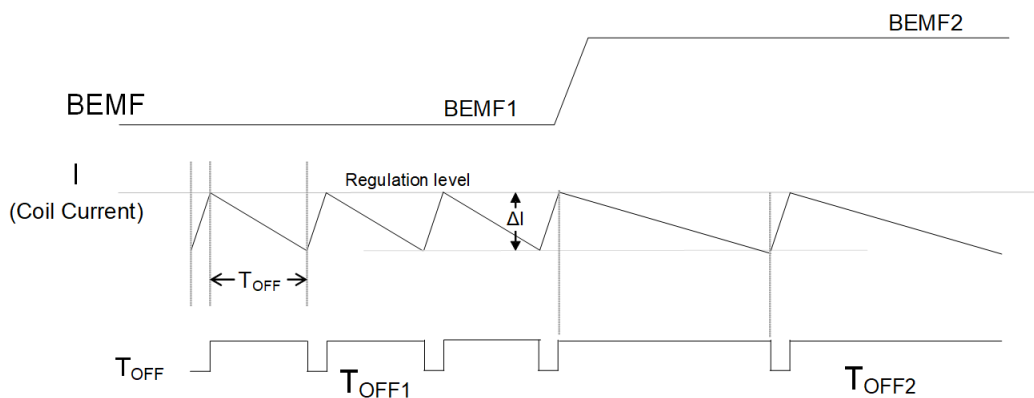 BEMF2
BEMF
BEMF1
I
(Coil Current)
Regulation level
ΔI
TOFF
TOFF
TOFF1
TOFF2